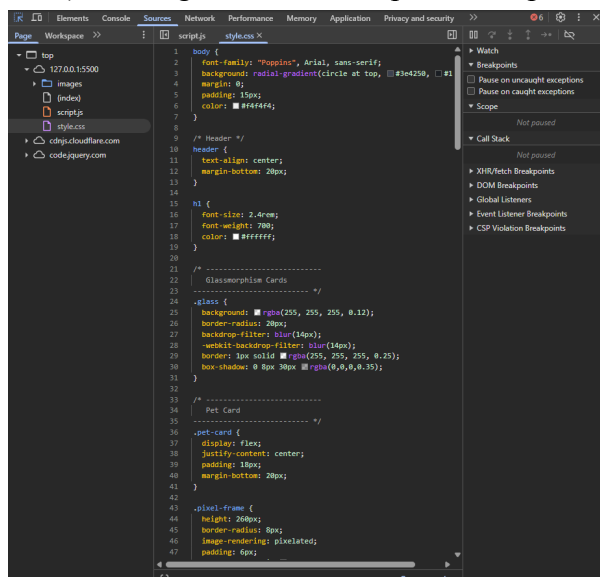 Elements Console Sources Network Performance Memory Application Privacy and security >> 6
Page Workspace >>
script.js style.css ×
top
127.0.0.1:5500
images
(index)
script.js
style.css
cdnjs.cloudflare.com
code.jquery.com
1 body {
2 font-family: "Poppins", Arial, sans-serif;
3 background: radial-gradient(circle at top, #3e4250, #1
4 margin: 0;
5 padding: 15px;
6 color: #f4f4f4;
7 }
8
9 /* Header */
10 header {
11 text-align: center;
12 margin-bottom: 20px;
13 }
14
15 h1 {
16 font-size: 2.4rem;
17 font-weight: 700;
18 color: #ffffff;
19 }
20
21 /* --------------------------
22 Glassmorphism Cards
23 -------------------------- */
24 .glass {
25 background: rgba(255, 255, 255, 0.12);
26 border-radius: 20px;
27 backdrop-filter: blur(14px);
28 -webkit-backdrop-filter: blur(14px);
29 border: 1px solid rgba(255, 255, 255, 0.25);
30 box-shadow: 0 8px 30px rgba(0,0,0,0.35);
31 }
32
33 /* --------------------------
34 Pet Card
35 -------------------------- */
36 .pet-card {
37 display: flex;
38 justify-content: center;
39 padding: 18px;
40 margin-bottom: 20px;
41 }
42
43 .pixel-frame {
44 height: 260px;
45 border-radius: 8px;
46 image-rendering: pixelated;
47 padding: 6px;
Watch
Breakpoints
Pause on uncaught exceptions
Pause on caught exceptions
Scope
Not paused
Call Stack
Not paused
XHR/fetch Breakpoints
DOM Breakpoints
Global Listeners
Event Listener Breakpoints
CSP Violation Breakpoints